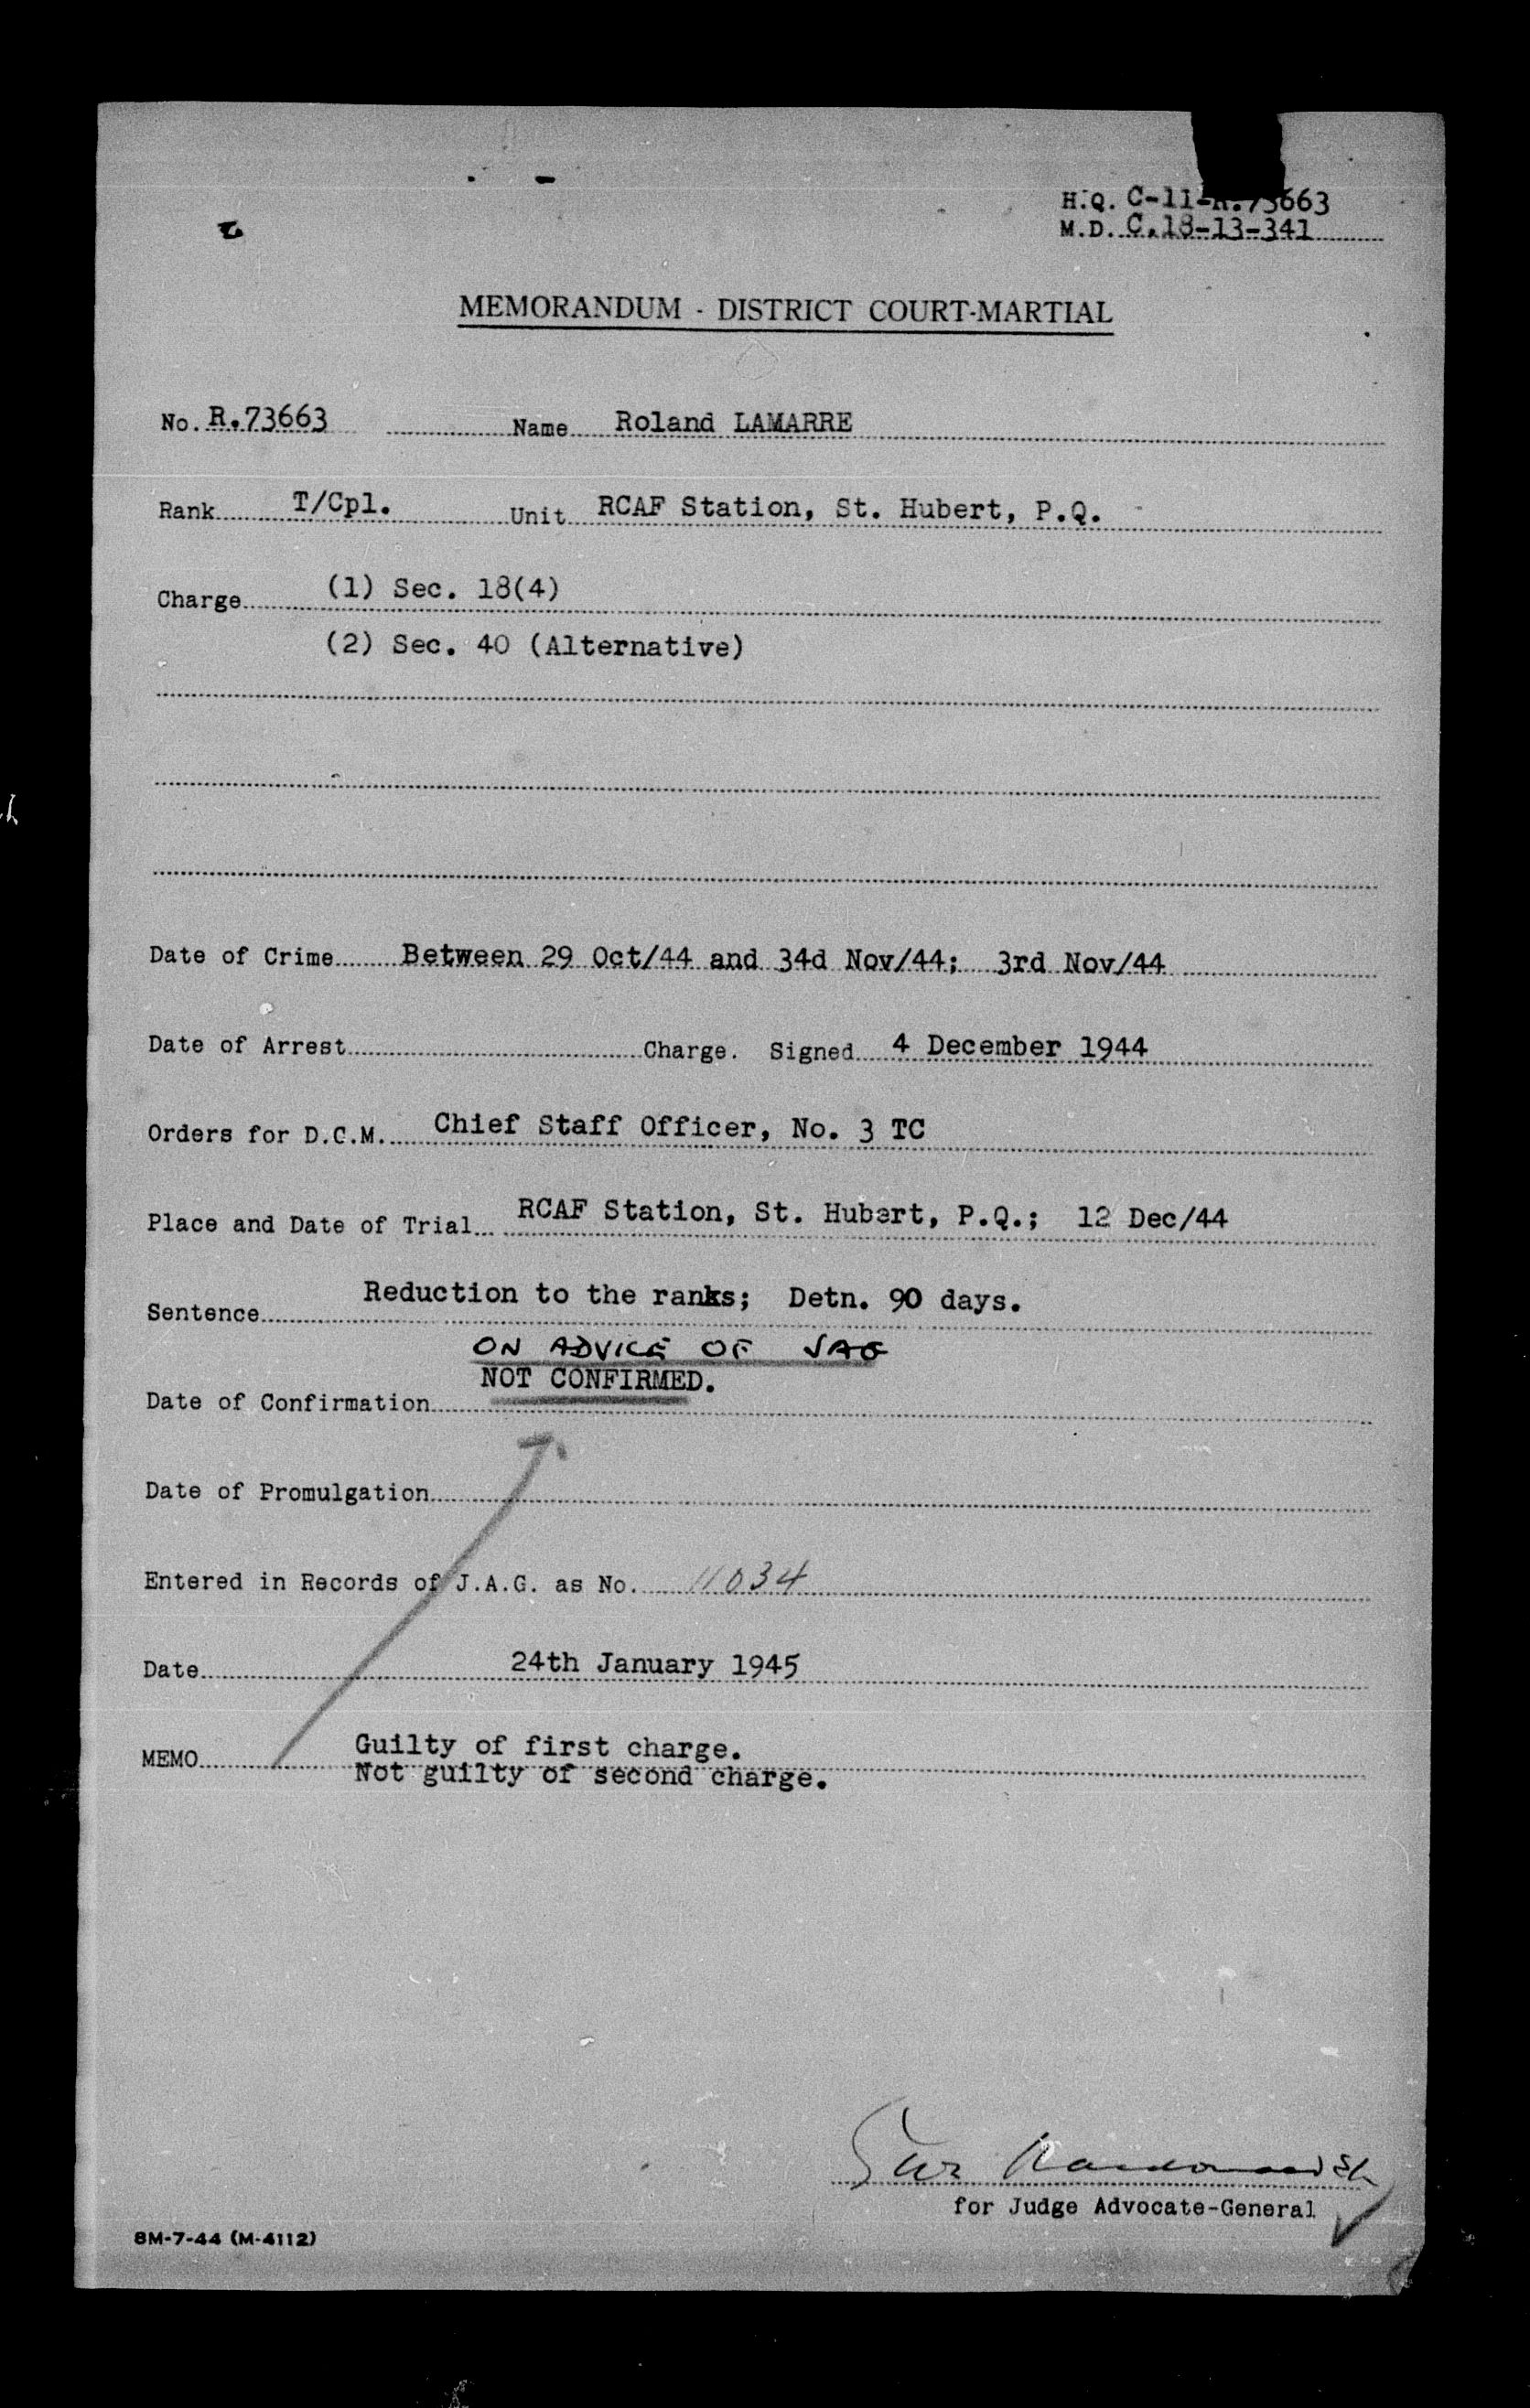 H.Q. C-11-R.73663
M.D. C.18-13-341
MEMORANDUM - DISTRICT COURT-MARTIAL
No. R.73663 Name Roland LAMARRE
Rank T/Cpl. Unit RCAF Station, St. Hubert, P.Q.
Charge (1) Sec. 18(4)
(2) Sec. 40 (Alternative)
Date of Crime Between 29 Oct/44 and 34d Nov/44; 3rd Nov/44
Date of Arrest Charge. Signed 4 December 1944
Orders for D.C.M. Chief Staff Officer, No. 3 TC
Place and Date of Trial RCAF Station, St. Hubert, P.Q.; 12 Dec/44
Sentence Reduction to the ranks; Detn. 90 days.
ON ADVICE OF JAG
NOT CONFIRMED.
Date of Confirmation
Date of Promulgation
Entered in Records of J.A.G. as No. 11034
Date 24th January 1945
MEMO Guilty of first charge.
Not guilty of second charge.
for Judge Advocate-General
8M-7-44 (M-4112)